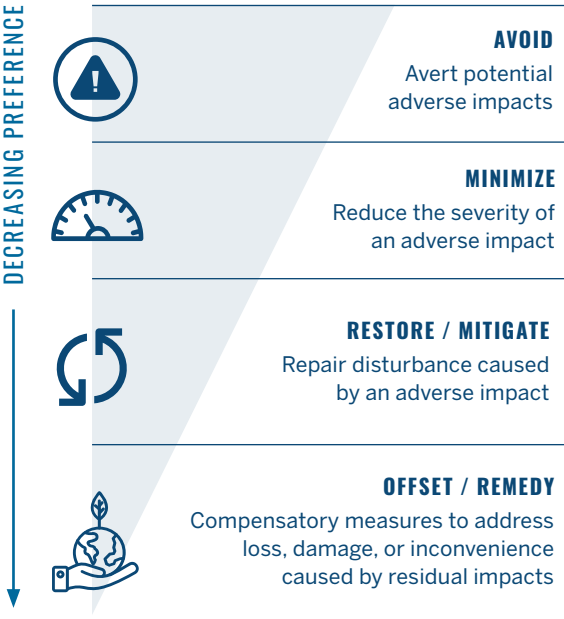 DECREASING PREFERENCE
AVOID
Avert potential
adverse impacts
MINIMIZE
Reduce the severity of
an adverse impact
RESTORE / MITIGATE
Repair disturbance caused
by an adverse impact
OFFSET / REMEDY
Compensatory measures to address
loss, damage, or inconvenience
caused by residual impacts